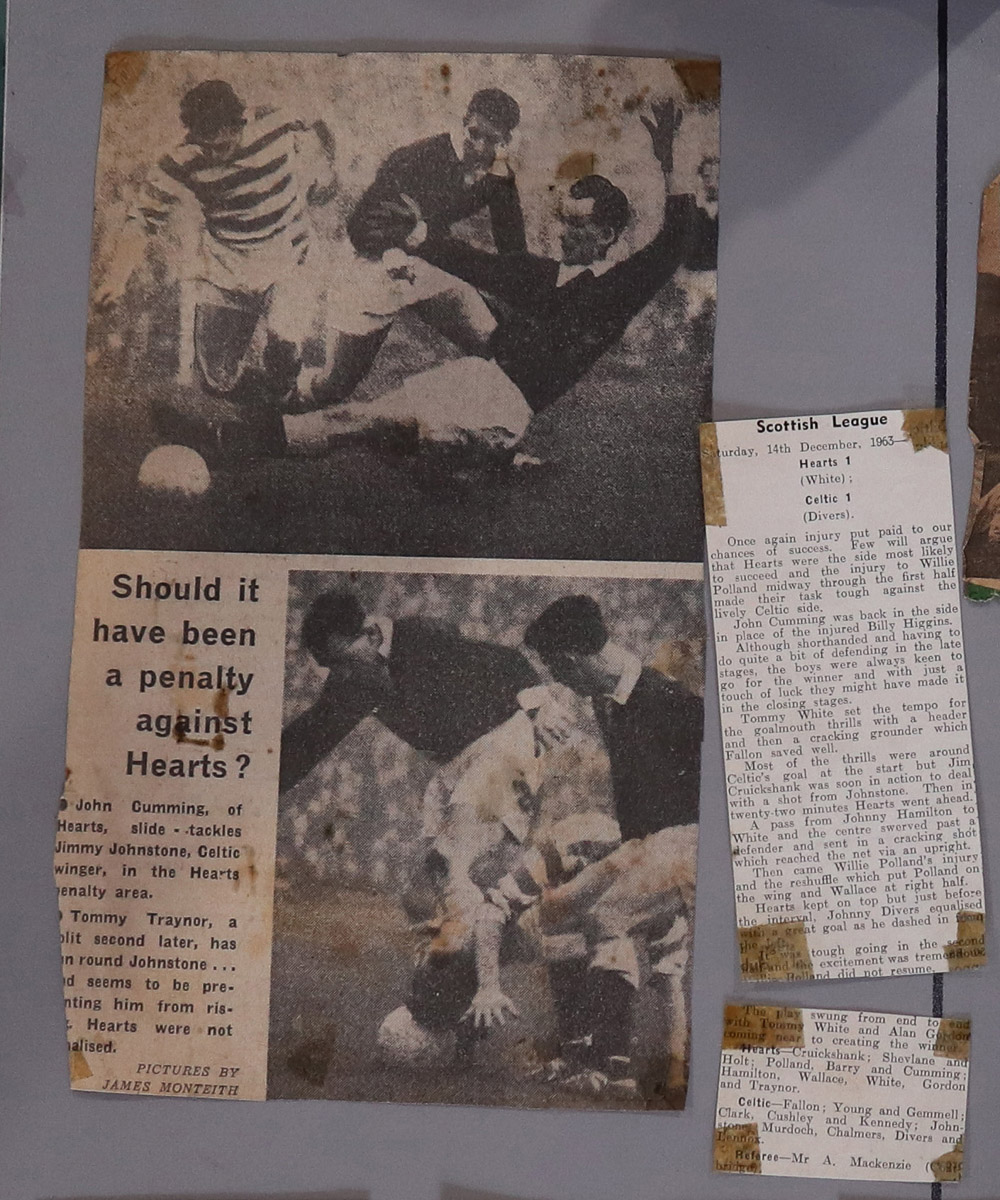 Should it
have been
a penalty
against
Hearts?
● John Cumming, of
Hearts, slide - tackles
Jimmy Johnstone, Celtic
winger, in the Hearts
enalty area.
Tommy Traynor, a
plit second later, has
n round Johnstone ...
d seems to be pre-
nting him from ris-
. Hearts were not
alised.
PICTURES BY
JAMES MONTEITH
Scottish League
turday, 14th December, 1963—
Hearts 1
(White);
Celtic 1
(Divers).
Once again injury put paid to our
chances of success. Few will argue
that Hearts were the side most likely
to succeed and the injury to Willie
Polland midway through the first half
made their task tough against the
lively Celtic side.
John Cumming was back in the side
in place of the injured Billy Higgins.
Although shorthanded and having to
do quite a bit of defending in the late
stages, the boys were always keen to
go for the winner and with just a
touch of luck they might have made it
in the closing stages.
Tommy White set the tempo for
the goalmouth thrills with a header
and then a cracking grounder which
Fallon saved well.
Most of the thrills were around
Celtic's goal at the start but Jim
Cruickshank was soon in action to deal
with a shot from Johnstone. Then in
twenty-two minutes Hearts went ahead.
A pass from Johnny Hamilton to
White and the centre swerved past a
defender and sent in a cracking shot
which reached the net via an upright.
Then came Willie Polland's injury
and the reshuffle which put Polland on
the wing and Wallace at right half.
Hearts kept on top but just before
the interval, Johnny Divers equalised
with a great goal as he dashed in from
the
It was tough going in the second
half and the excitement was tremendous.
Polland did not resume.
The play swung from end to end
with Tommy White and Alan Gordon
coming near to creating the winner.
Hearts—Cruickshank; Shevlane and
Holt; Polland, Barry and Cumming;
Hamilton, Wallace, White, Gordon
and Traynor.
Celtic—Fallon; Young and Gemmell;
Clark, Cushley and Kennedy; John-
stone, Murdoch, Chalmers, Divers and
Lennox.
Referee—Mr A. Mackenzie
bridge)